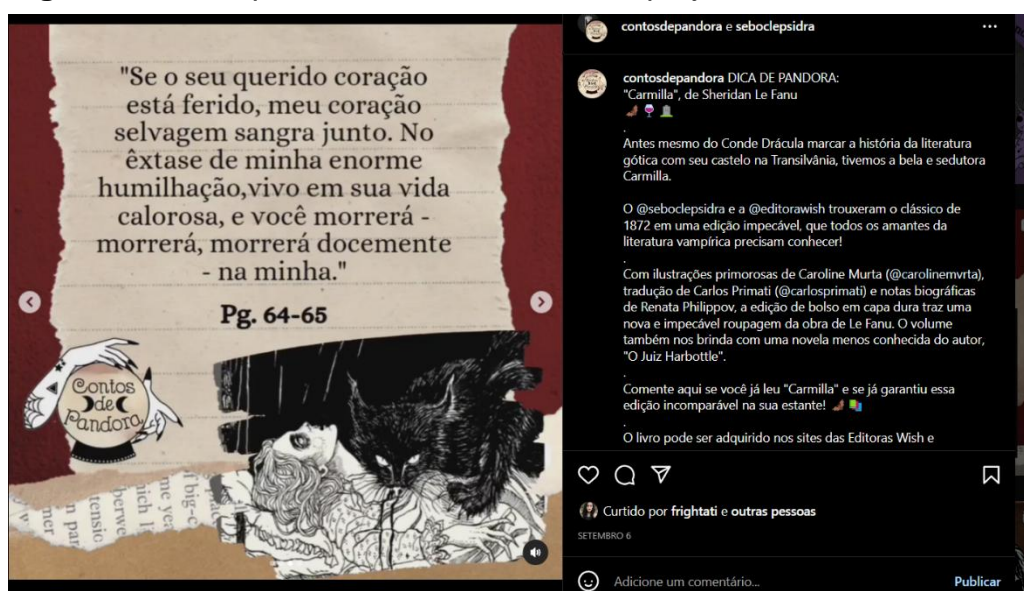 "Se o seu querido coração
está ferido, meu coração
selvagem sangra junto. No
êxtase de minha enorme
humilhação,vivo em sua vida
calorosa, e você morrerá -
morrerá, morrerá docemente
- na minha."
Pg. 64-65
Contos
de
Pandora
contosdepandora e seboclepsidra
contosdepandora DICA DE PANDORA:
"Carmilla", de Sheridan Le Fanu
.
Antes mesmo do Conde Drácula marcar a história da literatura
gótica com seu castelo na Transilvânia, tivemos a bela e sedutora
Carmilla.
O @seboclepsidra e a @editorawish trouxeram o clássico de
1872 em uma edição impecável, que todos os amantes da
literatura vampírica precisam conhecer!
.
Com ilustrações primorosas de Caroline Murta (@carolinemvrta),
tradução de Carlos Primati (@carlosprimati) e notas biográficas
de Renata Philippov, a edição de bolso em capa dura traz uma
nova e impecável roupagem da obra de Le Fanu. O volume
também nos brinda com uma novela menos conhecida do autor,
"O Juiz Harbottle".
.
Comente aqui se você já leu "Carmilla" e se já garantiu essa
edição incomparável na sua estante!
.
O livro pode ser adquirido nos sites das Editoras Wish e
Curtido por frightati e outras pessoas
SETEMBRO 6
Adicione um comentário...
Publicar